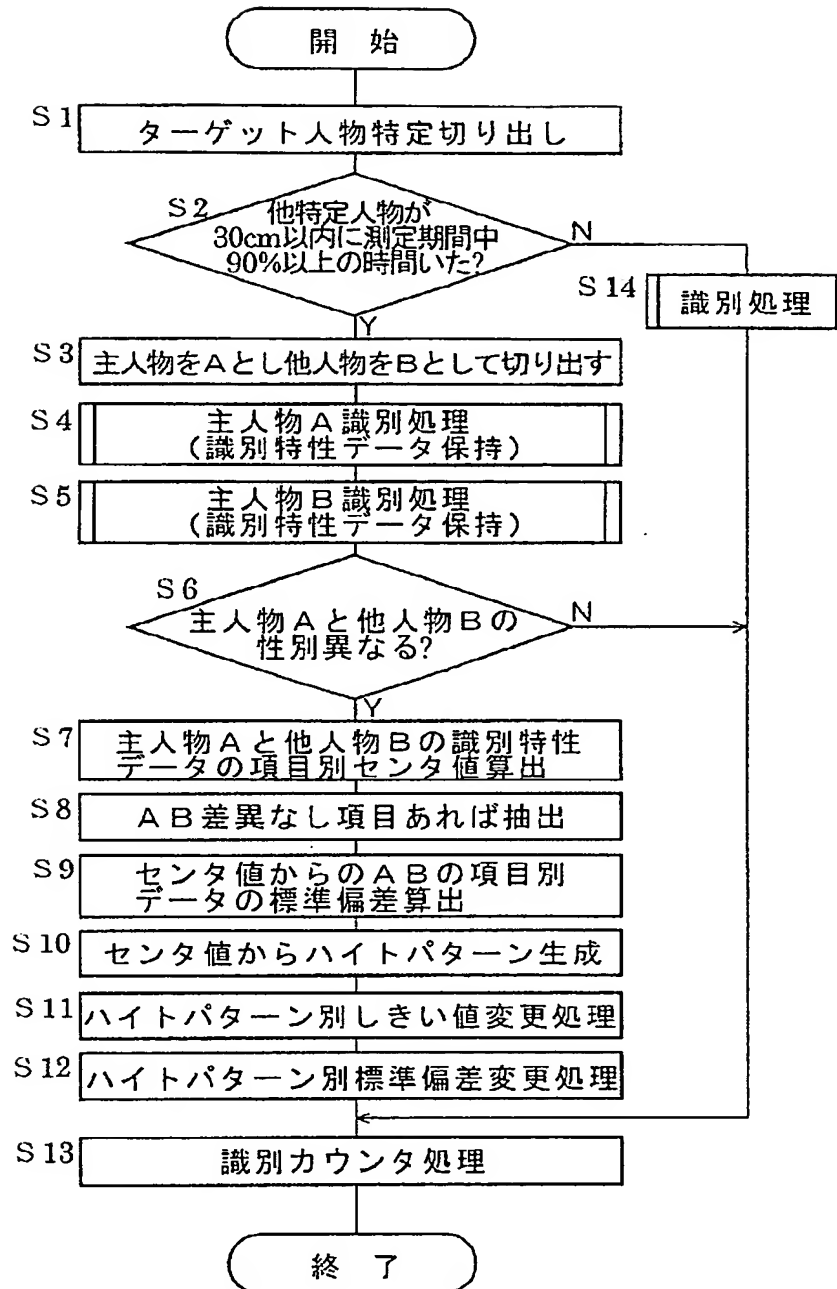 開始
S1
ターゲット人物特定切り出し
S2
他特定人物が
30cm以内に測定期間中
90%以上の時間いた?
N
Y
S14
識別処理
S3
主人物をAとし他人物をBとして切り出す
S4
主人物A識別処理
(識別特性データ保持)
S5
主人物B識別処理
(識別特性データ保持)
S6
主人物Aと他人物Bの
性別異なる?
N
Y
S7
主人物Aと他人物Bの識別特性
データの項目別センタ値算出
S8
AB差異なし項目あれば抽出
S9
センタ値からのABの項目別
データの標準偏差算出
S10
センタ値からハイトパターン生成
S11
ハイトパターン別しきい値変更処理
S12
ハイトパターン別標準偏差変更処理
S13
識別カウンタ処理
終了